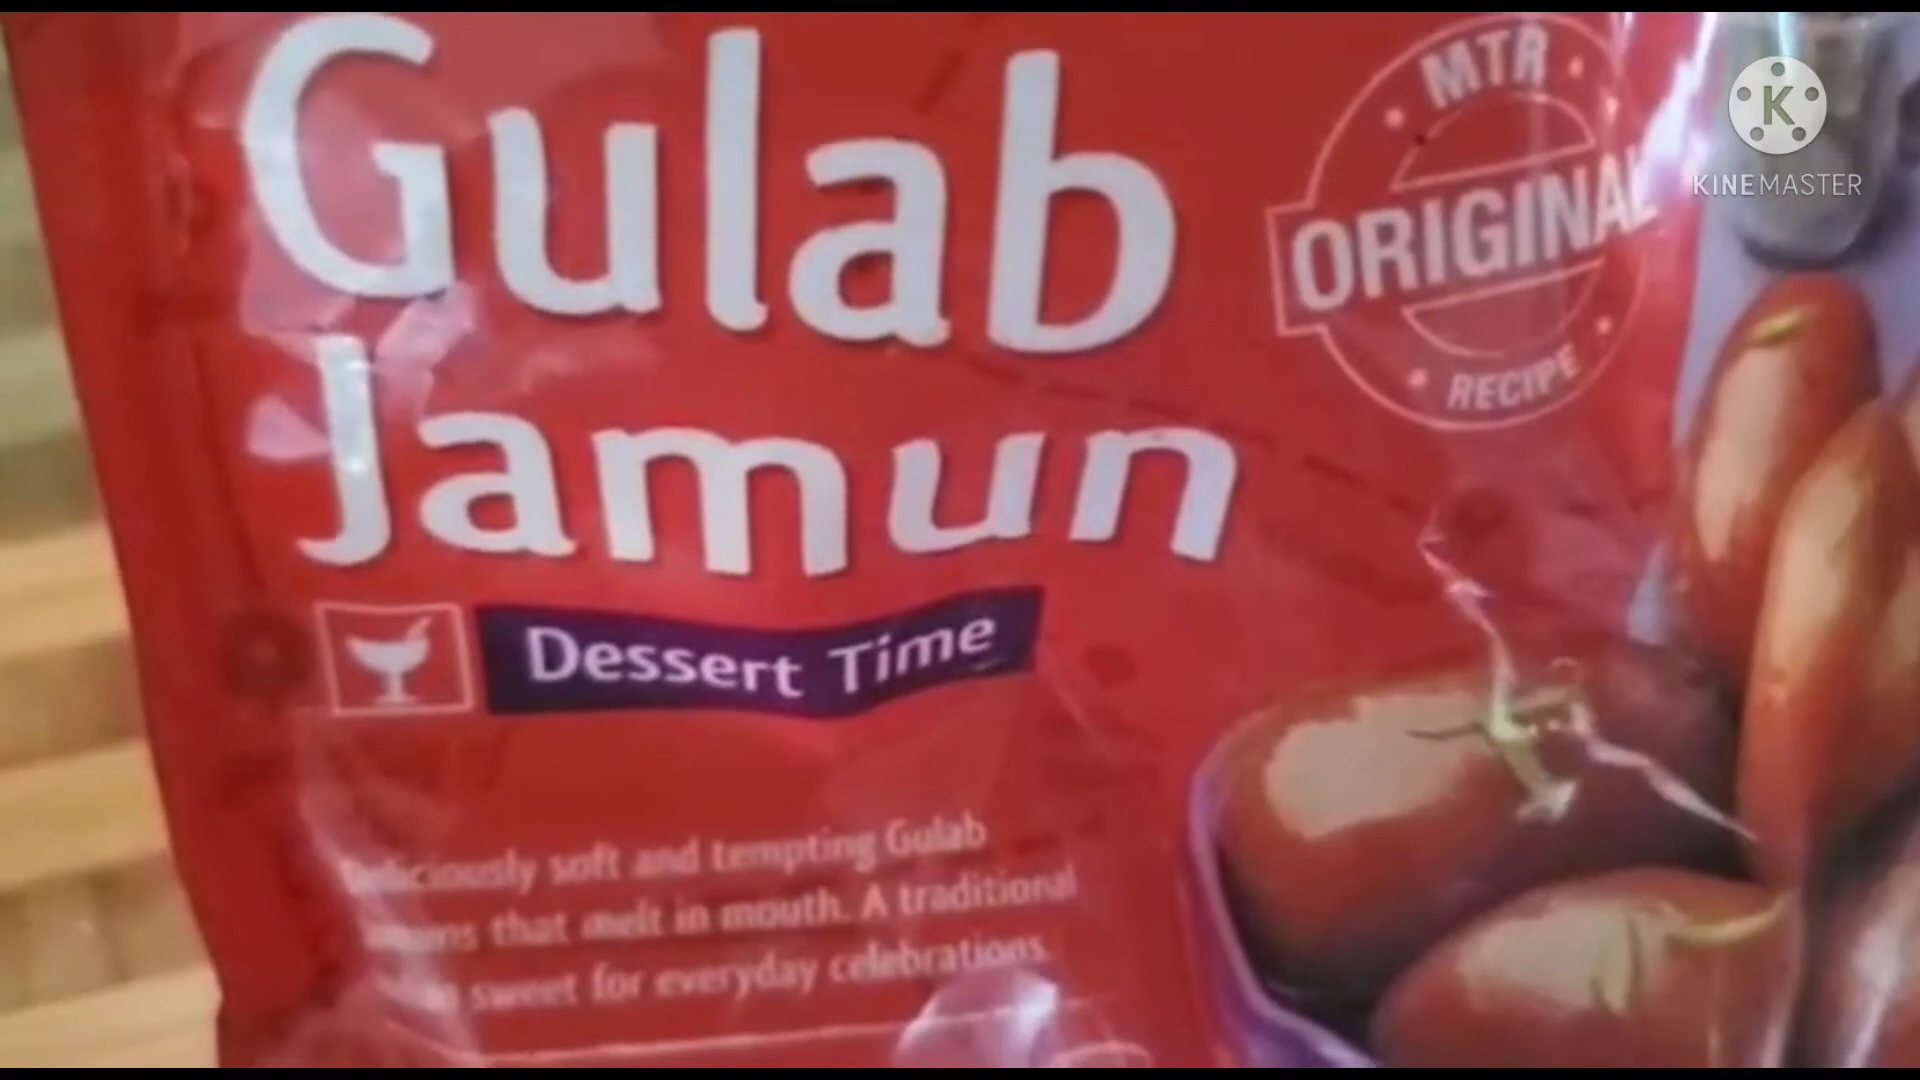 Gulab
Jamun
MTR
ORIGINAL
RECIPE
K
KINEMASTER
Dessert Time
soft and tempting Gulab
that melt in mouth. A traditional
sweet for everyday celebrations.